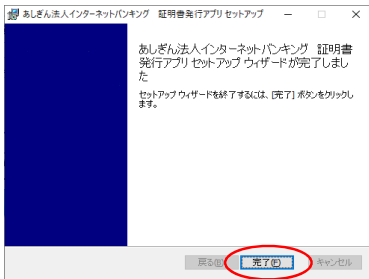 あしぎん法人インターネットバンキング 証明書発行アプリ セットアップ
あしぎん法人インターネットバンキング 証明書
発行アプリ セットアップ ウィザードが完了しまし
た
セットアップ ウィザードを終了するには、[完了] ボタンをクリックし
ます。
戻る(B) 完了(F) キャンセル